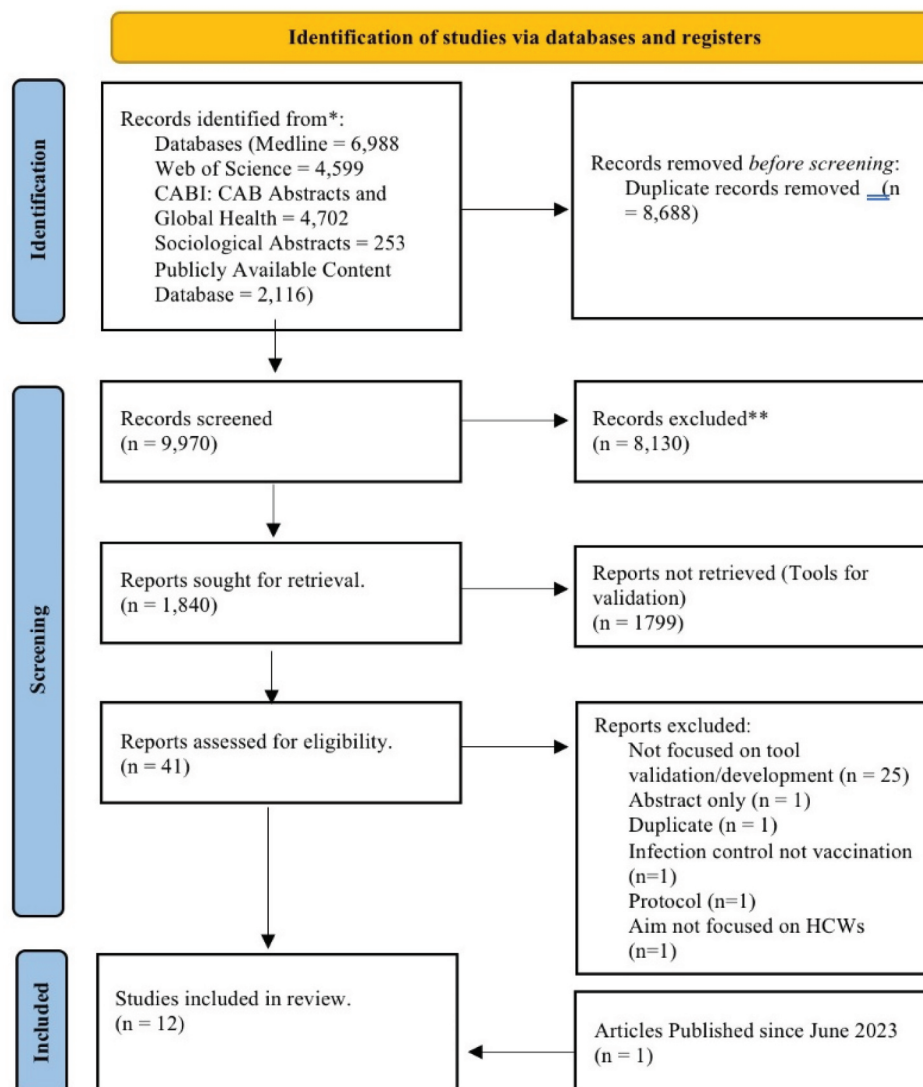 Identification of studies via databases and registers
Identification
Records identified from*:
Databases (Medline = 6,988
Web of Science = 4,599
CABI: CAB Abstracts and
Global Health = 4,702
Sociological Abstracts = 253
Publicly Available Content
Database = 2,116)
Records removed before screening:
Duplicate records removed (n
= 8,688)
Screening
Records screened
(n = 9,970)
Records excluded**
(n = 8,130)
Reports sought for retrieval.
(n = 1,840)
Reports not retrieved (Tools for
validation)
(n = 1799)
Reports assessed for eligibility.
(n = 41)
Reports excluded:
Not focused on tool
validation/development (n = 25)
Abstract only (n = 1)
Duplicate (n = 1)
Infection control not vaccination
(n=1)
Protocol (n=1)
Aim not focused on HCWs
(n=1)
Included
Studies included in review.
(n = 12)
Articles Published since June 2023
(n = 1)